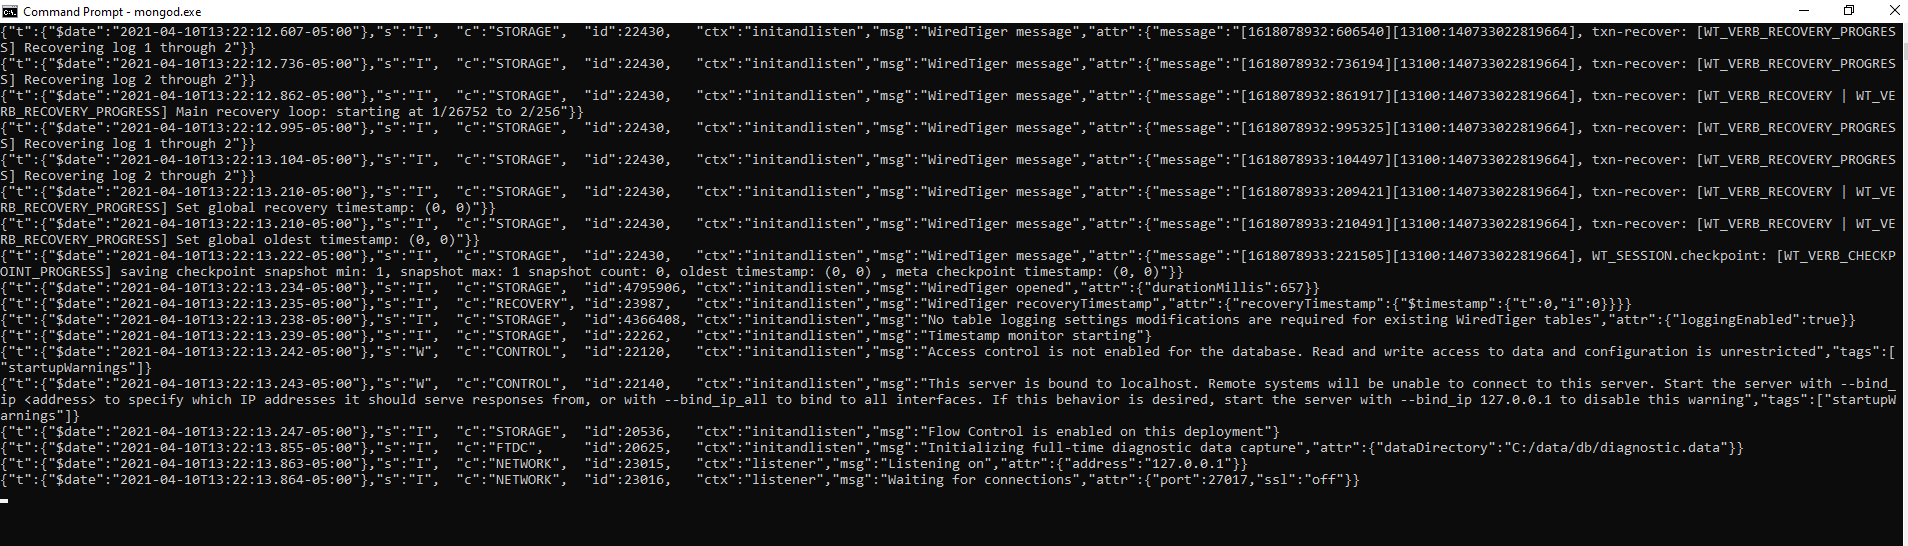 Command Prompt - mongod.exe
{"t":{"$date":"2021-04-10T13:22:12.607-05:00"},"s":"I",  "c":"STORAGE",  "id":22430,   "ctx":"initandlisten","msg":"WiredTiger message","attr":{"message":"[1618078932:606540][13100:140733022819664], txn-recover: [WT_VERB_RECOVERY_PROGRES
S] Recovering log 1 through 2"}}
{"t":{"$date":"2021-04-10T13:22:12.736-05:00"},"s":"I",  "c":"STORAGE",  "id":22430,   "ctx":"initandlisten","msg":"WiredTiger message","attr":{"message":"[1618078932:736194][13100:140733022819664], txn-recover: [WT_VERB_RECOVERY_PROGRES
S] Recovering log 2 through 2"}}
{"t":{"$date":"2021-04-10T13:22:12.862-05:00"},"s":"I",  "c":"STORAGE",  "id":22430,   "ctx":"initandlisten","msg":"WiredTiger message","attr":{"message":"[1618078932:861917][13100:140733022819664], txn-recover: [WT_VERB_RECOVERY | WT_VE
RB_RECOVERY_PROGRESS] Main recovery loop: starting at 1/26752 to 2/256"}}
{"t":{"$date":"2021-04-10T13:22:12.995-05:00"},"s":"I",  "c":"STORAGE",  "id":22430,   "ctx":"initandlisten","msg":"WiredTiger message","attr":{"message":"[1618078932:995325][13100:140733022819664], txn-recover: [WT_VERB_RECOVERY_PROGRES
S] Recovering log 1 through 2"}}
{"t":{"$date":"2021-04-10T13:22:13.104-05:00"},"s":"I",  "c":"STORAGE",  "id":22430,   "ctx":"initandlisten","msg":"WiredTiger message","attr":{"message":"[1618078933:104497][13100:140733022819664], txn-recover: [WT_VERB_RECOVERY_PROGRES
S] Recovering log 2 through 2"}}
{"t":{"$date":"2021-04-10T13:22:13.210-05:00"},"s":"I",  "c":"STORAGE",  "id":22430,   "ctx":"initandlisten","msg":"WiredTiger message","attr":{"message":"[1618078933:209421][13100:140733022819664], txn-recover: [WT_VERB_RECOVERY | WT_VE
RB_RECOVERY_PROGRESS] Set global recovery timestamp: (0, 0)"}}
{"t":{"$date":"2021-04-10T13:22:13.210-05:00"},"s":"I",  "c":"STORAGE",  "id":22430,   "ctx":"initandlisten","msg":"WiredTiger message","attr":{"message":"[1618078933:210491][13100:140733022819664], txn-recover: [WT_VERB_RECOVERY | WT_VE
RB_RECOVERY_PROGRESS] Set global oldest timestamp: (0, 0)"}}
{"t":{"$date":"2021-04-10T13:22:13.222-05:00"},"s":"I",  "c":"STORAGE",  "id":22430,   "ctx":"initandlisten","msg":"WiredTiger message","attr":{"message":"[1618078933:221505][13100:140733022819664], WT_SESSION.checkpoint: [WT_VERB_CHECKP
OINT_PROGRESS] saving checkpoint snapshot min: 1, snapshot max: 1 snapshot count: 0, oldest timestamp: (0, 0) , meta checkpoint timestamp: (0, 0)"}}
{"t":{"$date":"2021-04-10T13:22:13.234-05:00"},"s":"I",  "c":"STORAGE",  "id":4795906, "ctx":"initandlisten","msg":"WiredTiger opened","attr":{"durationMillis":657}}
{"t":{"$date":"2021-04-10T13:22:13.235-05:00"},"s":"I",  "c":"RECOVERY", "id":23987,   "ctx":"initandlisten","msg":"WiredTiger recoveryTimestamp","attr":{"recoveryTimestamp":{"$timestamp":{"t":0,"i":0}}}}
{"t":{"$date":"2021-04-10T13:22:13.238-05:00"},"s":"I",  "c":"STORAGE",  "id":4366408, "ctx":"initandlisten","msg":"No table logging settings modifications are required for existing WiredTiger tables","attr":{"loggingEnabled":true}}
{"t":{"$date":"2021-04-10T13:22:13.239-05:00"},"s":"I",  "c":"STORAGE",  "id":22262,   "ctx":"initandlisten","msg":"Timestamp monitor starting"}
{"t":{"$date":"2021-04-10T13:22:13.242-05:00"},"s":"W",  "c":"CONTROL",  "id":22120,   "ctx":"initandlisten","msg":"Access control is not enabled for the database. Read and write access to data and configuration is unrestricted","tags":[
"startupWarnings"]}
{"t":{"$date":"2021-04-10T13:22:13.243-05:00"},"s":"W",  "c":"CONTROL",  "id":22140,   "ctx":"initandlisten","msg":"This server is bound to localhost. Remote systems will be unable to connect to this server. Start the server with --bind_
ip <address> to specify which IP addresses it should serve responses from, or with --bind_ip_all to bind to all interfaces. If this behavior is desired, start the server with --bind_ip 127.0.0.1 to disable this warning","tags":["startupW
arnings"]}
{"t":{"$date":"2021-04-10T13:22:13.247-05:00"},"s":"I",  "c":"STORAGE",  "id":20536,   "ctx":"initandlisten","msg":"Flow Control is enabled on this deployment"}
{"t":{"$date":"2021-04-10T13:22:13.855-05:00"},"s":"I",  "c":"FTDC",     "id":20625,   "ctx":"initandlisten","msg":"Initializing full-time diagnostic data capture","attr":{"dataDirectory":"C:/data/db/diagnostic.data"}}
{"t":{"$date":"2021-04-10T13:22:13.863-05:00"},"s":"I",  "c":"NETWORK",  "id":23015,   "ctx":"listener","msg":"Listening on","attr":{"address":"127.0.0.1"}}
{"t":{"$date":"2021-04-10T13:22:13.864-05:00"},"s":"I",  "c":"NETWORK",  "id":23016,   "ctx":"listener","msg":"Waiting for connections","attr":{"port":27017,"ssl":"off"}}